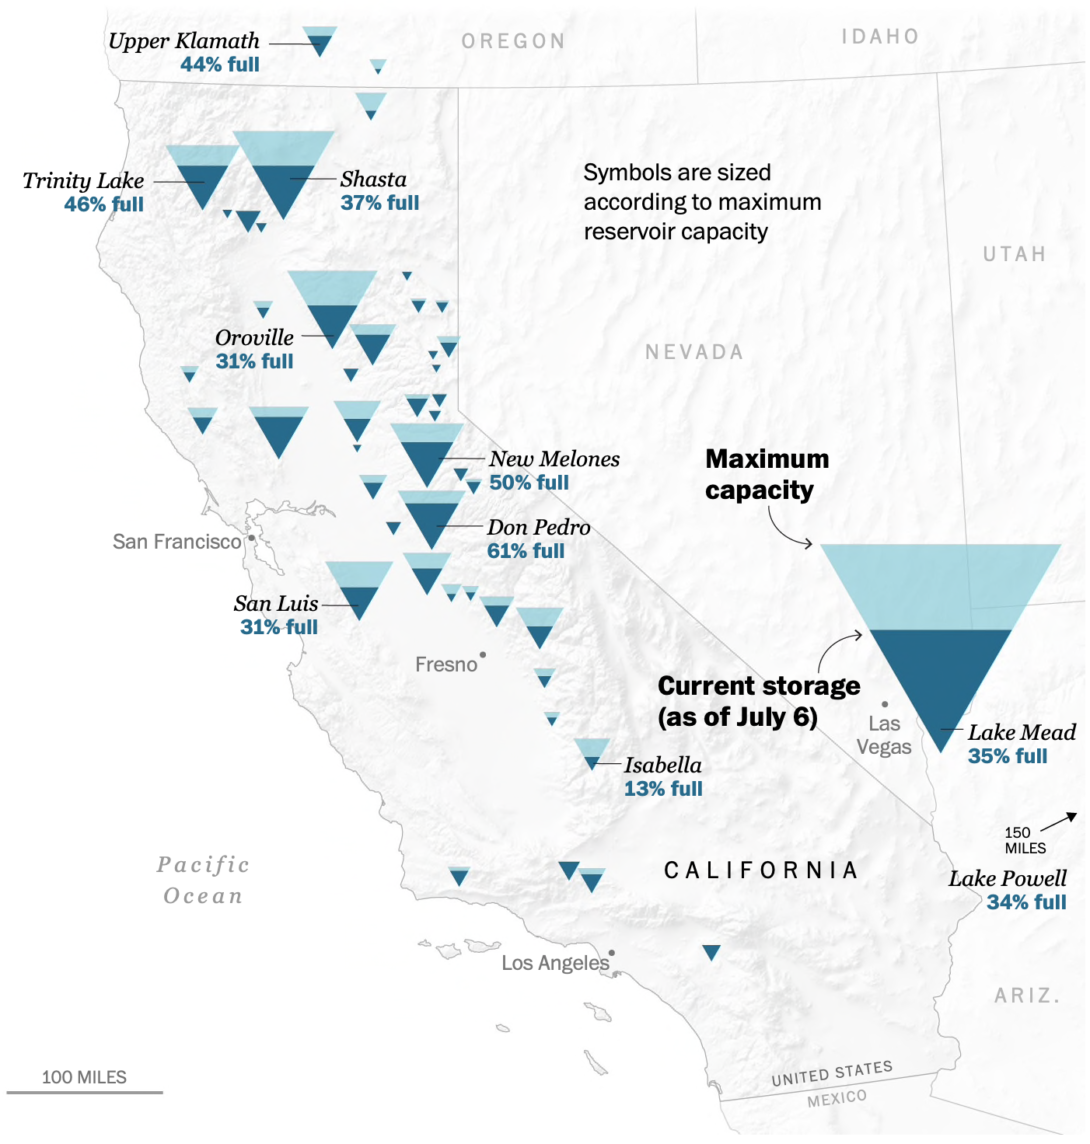 Upper Klamath
44% full
OREGON
IDAHO
Trinity Lake
46% full
Shasta
37% full
Symbols are sized
according to maximum
reservoir capacity
UTAH
Oroville
31% full
NEVADA
New Melones
50% full
Maximum
capacity
Don Pedro
61% full
San Francisco
San Luis
31% full
Fresno
Current storage
(as of July 6)
Las
Vegas
Lake Mead
35% full
Isabella
13% full
150
MILES
Lake Powell
34% full
Pacific
Ocean
CALIFORNIA
Los Angeles
ARIZ.
100 MILES
UNITED STATES
MEXICO